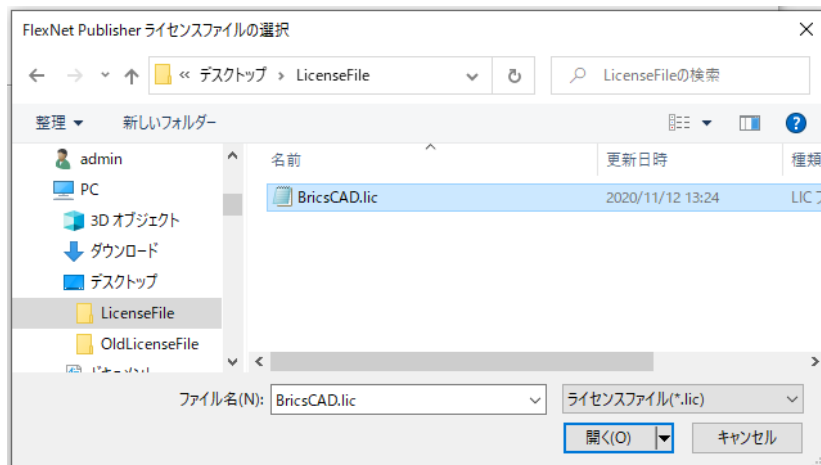 FlexNet Publisher ライセンスファイルの選択
« デスクトップ › LicenseFile
LicenseFileの検索
整理
新しいフォルダー
admin
PC
3D オブジェクト
ダウンロード
デスクトップ
LicenseFile
OldLicenseFile
名前
更新日時
種類
BricsCAD.lic
2020/11/12 13:24
LIC
ファイル名(N):
BricsCAD.lic
ライセンスファイル(*.lic)
開く(O)
キャンセル